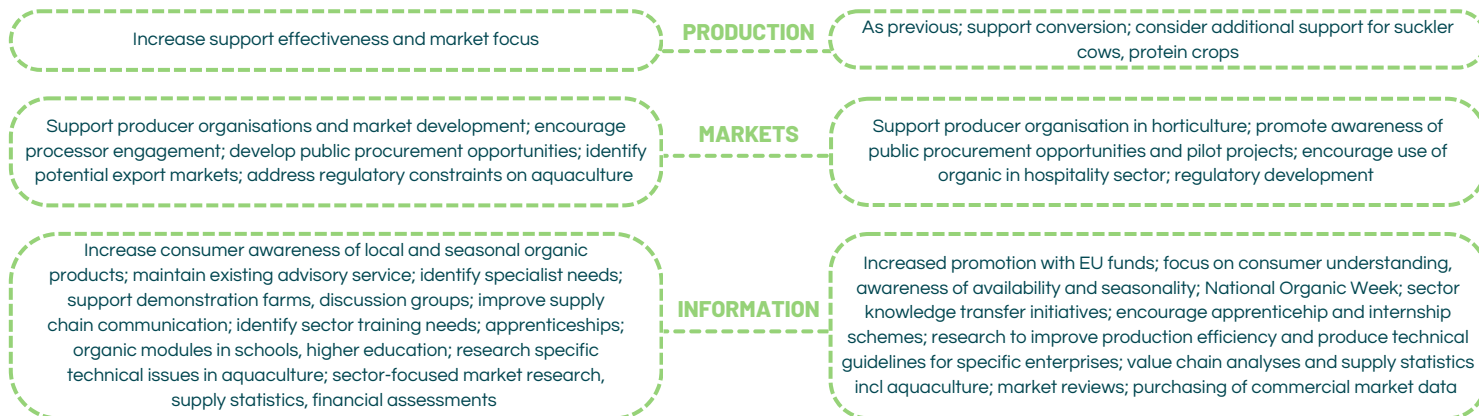 Increase support effectiveness and market focus
PRODUCTION
As previous; support conversion; consider additional support for suckler
cows, protein crops
Support producer organisations and market development; encourage
processor engagement; develop public procurement opportunities; identify
potential export markets; address regulatory constraints on aquaculture
MARKETS
Support producer organisation in horticulture; promote awareness of
public procurement opportunities and pilot projects; encourage use of
organic in hospitality sector; regulatory development
Increase consumer awareness of local and seasonal organic
products; maintain existing advisory service; identify specialist needs;
support demonstration farms, discussion groups; improve supply
chain communication; identify sector training needs; apprenticeships;
organic modules in schools, higher education; research specific
technical issues in aquaculture; sector-focused market research,
supply statistics, financial assessments
INFORMATION
Increased promotion with EU funds; focus on consumer understanding,
awareness of availability and seasonality; National Organic Week; sector
knowledge transfer initiatives; encourage apprenticehip and internship
schemes; research to improve production efficiency and produce technical
guidelines for specific enterprises; value chain analyses and supply statistics
incl aquaculture; market reviews; purchasing of commercial market data